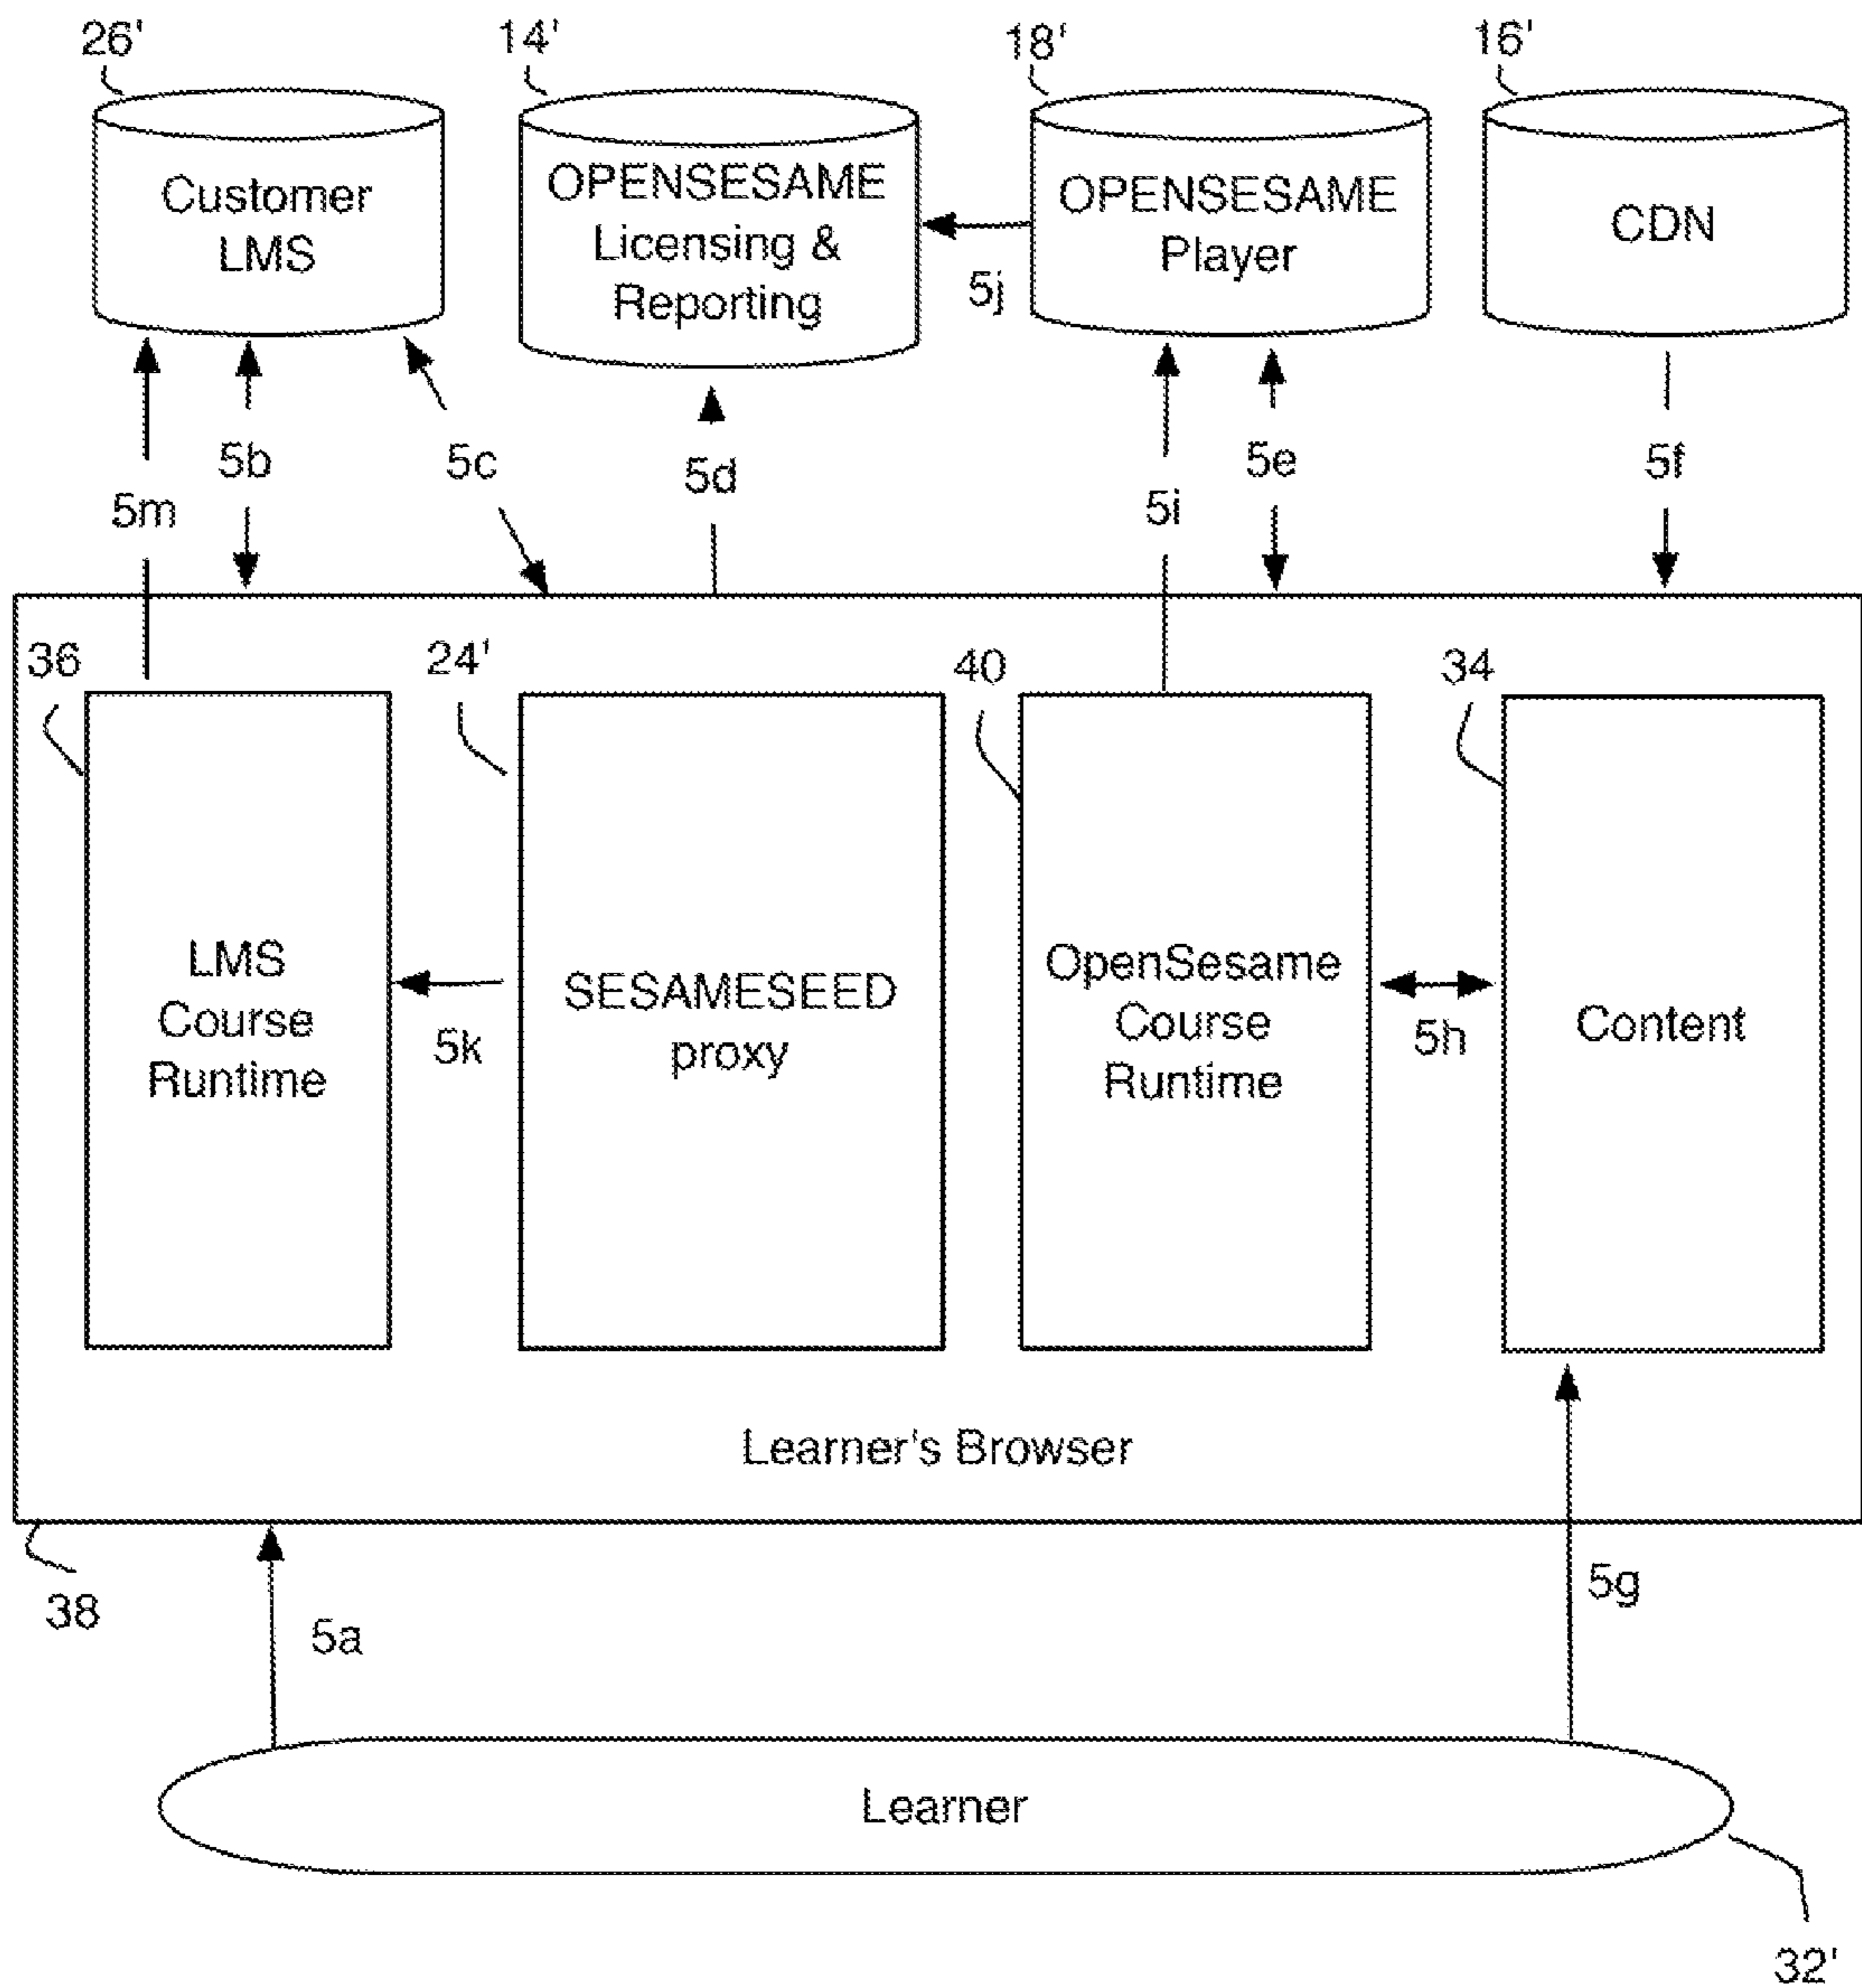 26'
14'
18'
16'
Customer
LMS
OPENSESAME
Licensing &
Reporting
5j
OPENSESAME
Player
CDN
5m
5b
5c
5d
5i
5e
5f
36
24'
40
34
LMS
Course
Runtime
5k
SESAMESEED
proxy
OpenSesame
Course
Runtime
5h
Content
Learner's Browser
38
5a
5g
Learner
32'